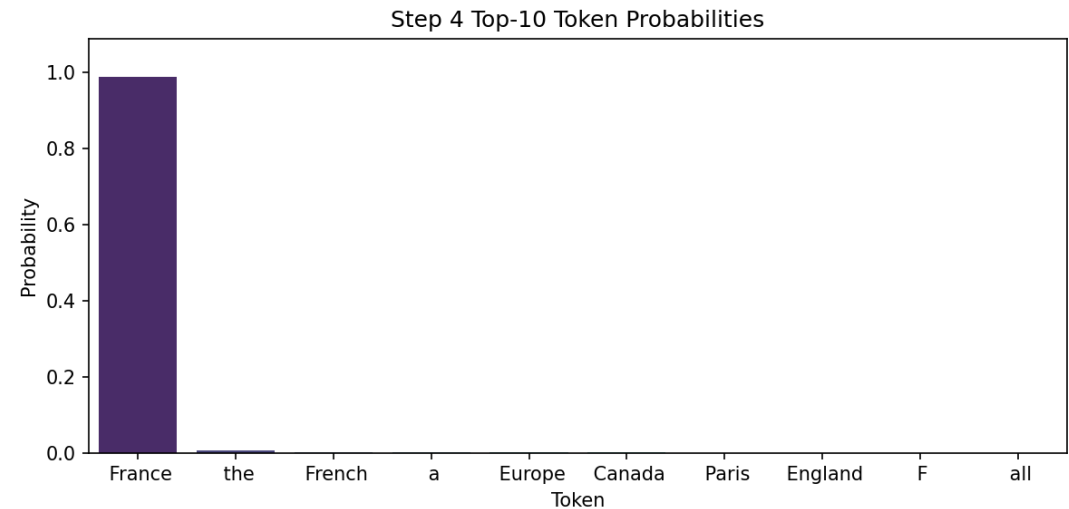 Step 4 Top-10 Token Probabilities
1.0
0.8
0.6
0.4
0.2
0.0
Probability
France the French a Europe Canada Paris England F all
Token